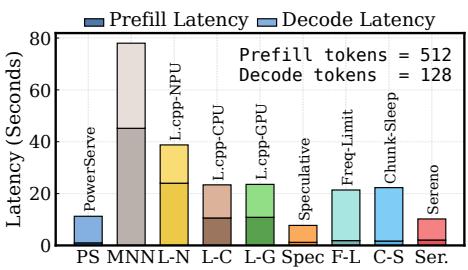 Prefill Latency Decode Latency
Prefill tokens = 512
Decode tokens = 128
Latency (Seconds)
80
60
40
20
0
PowerServe
L.cpp-NPU
L.cpp-CPU
L.cpp-GPU
Speculative
Freq-Limit
Chunk-Sleep
Sereno
PS MNN L-N L-C L-G Spec F-L C-S Ser.